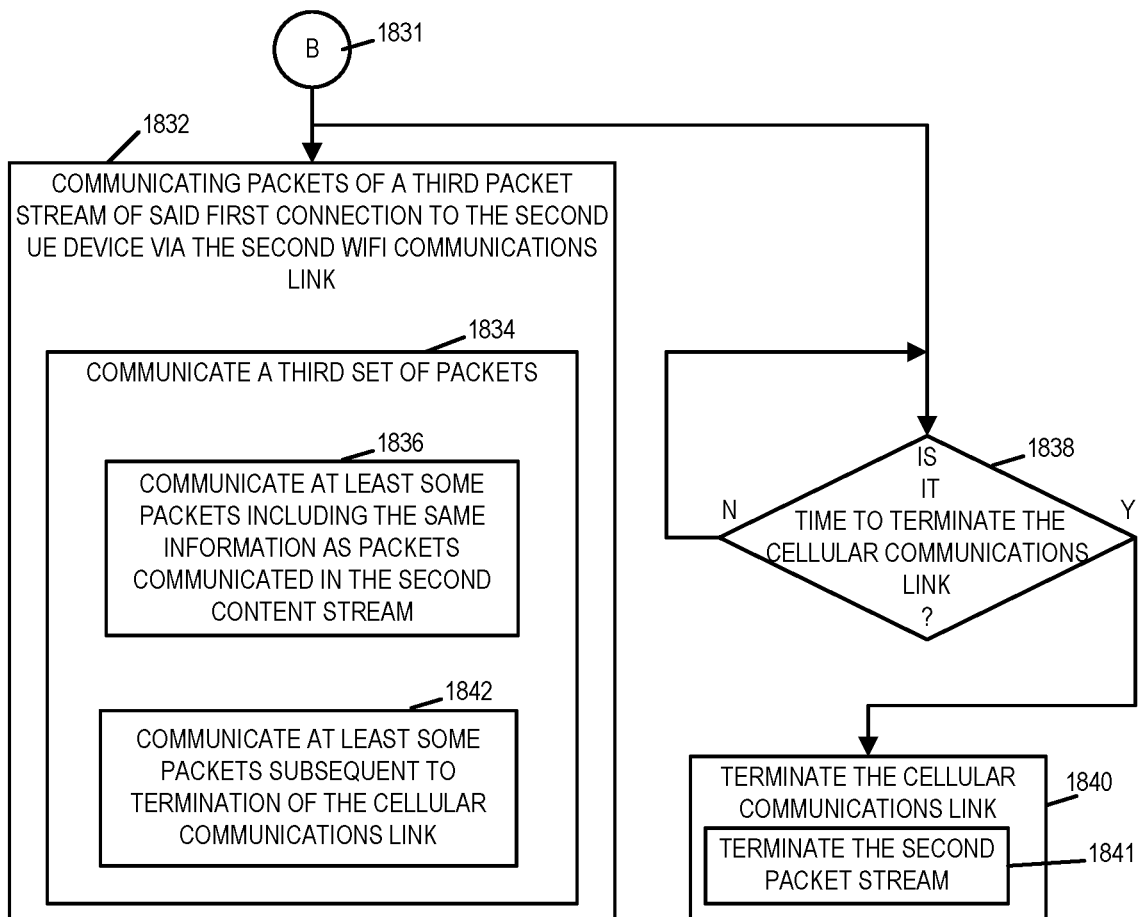 B
1831
1832
COMMUNICATING PACKETS OF A THIRD PACKET
STREAM OF SAID FIRST CONNECTION TO THE SECOND
UE DEVICE VIA THE SECOND WIFI COMMUNICATIONS
LINK
1834
COMMUNICATE A THIRD SET OF PACKETS
1836
COMMUNICATE AT LEAST SOME
PACKETS INCLUDING THE SAME
INFORMATION AS PACKETS
COMMUNICATED IN THE SECOND
CONTENT STREAM
1842
COMMUNICATE AT LEAST SOME
PACKETS SUBSEQUENT TO
TERMINATION OF THE CELLULAR
COMMUNICATIONS LINK
1838
IS
IT
TIME TO TERMINATE THE
CELLULAR COMMUNICATIONS
LINK
?
N
Y
TERMINATE THE CELLULAR
COMMUNICATIONS LINK
1840
TERMINATE THE SECOND
PACKET STREAM
1841